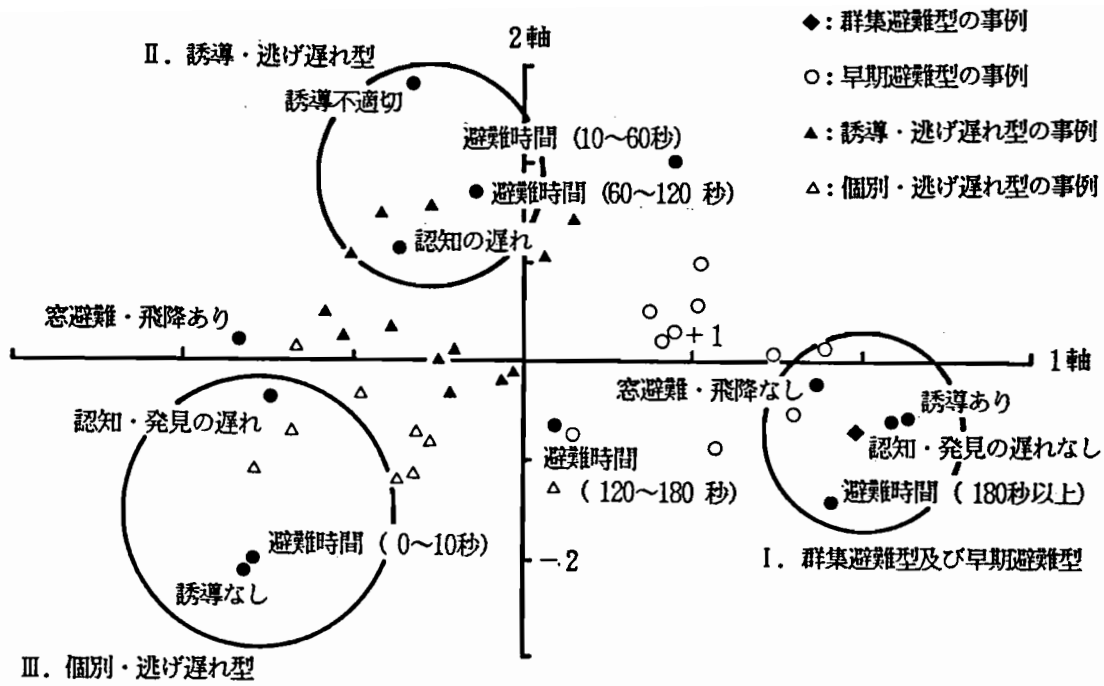 ◆：群集避難型の事例
○：早期避難型の事例
▲：誘導・逃げ遅れ型の事例
△：個別・逃げ遅れ型の事例
2軸
Ⅱ．誘導・逃げ遅れ型
誘導不適切
避難時間（10〜60秒）
避難時間（60〜120 秒）
認知の遅れ
窓避難・飛降あり
＋1
1軸
窓避難・飛降なし
誘導あり
認知・発見の遅れなし
認知・発見の遅れ
避難時間
（ 120〜180 秒）
避難時間（ 180秒以上）
避難時間（ 0〜10秒）
誘導なし
－2
Ⅰ．群集避難型及び早期避難型
Ⅲ．個別・逃げ遅れ型